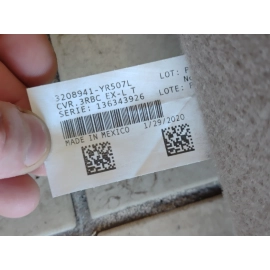 3208941-YR507L
CVR,3RBC EX-L T
SERIE: 136343926
MADE IN MEXICO 1/29/2020
LOT: F
LOTE: F